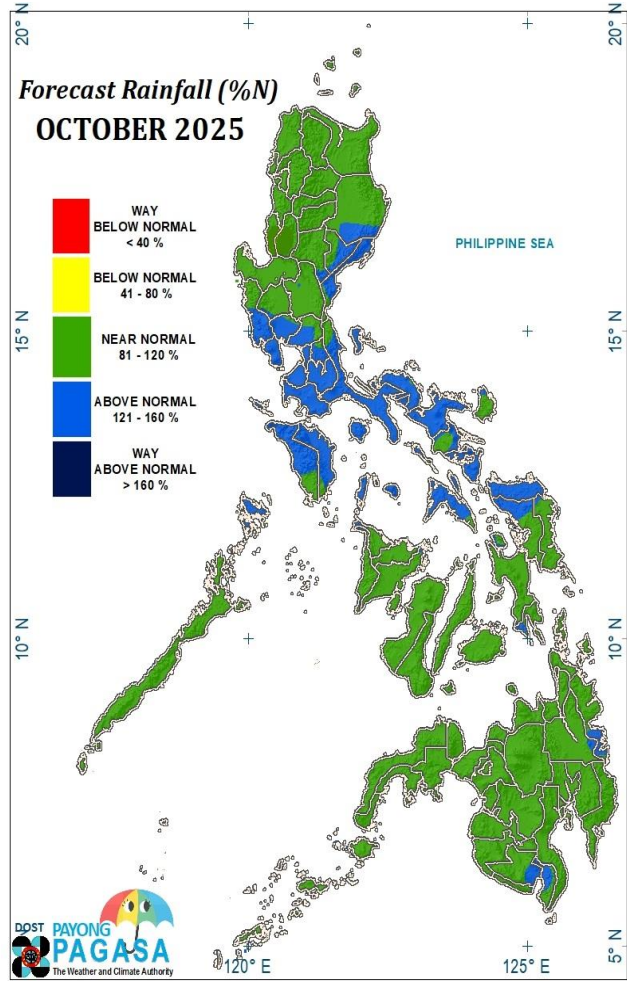 20° N
20° N
Forecast Rainfall (%N)
OCTOBER 2025
WAY
BELOW NORMAL
< 40 %
BELOW NORMAL
41 - 80 %
NEAR NORMAL
81 - 120 %
ABOVE NORMAL
121 - 160 %
WAY
ABOVE NORMAL
> 160 %
PHILIPPINE SEA
15° N
15° N
10° N
10° N
DOST
PAYONG
PAGASA
The Weather and Climate Authority
120° E
125° E
5° N